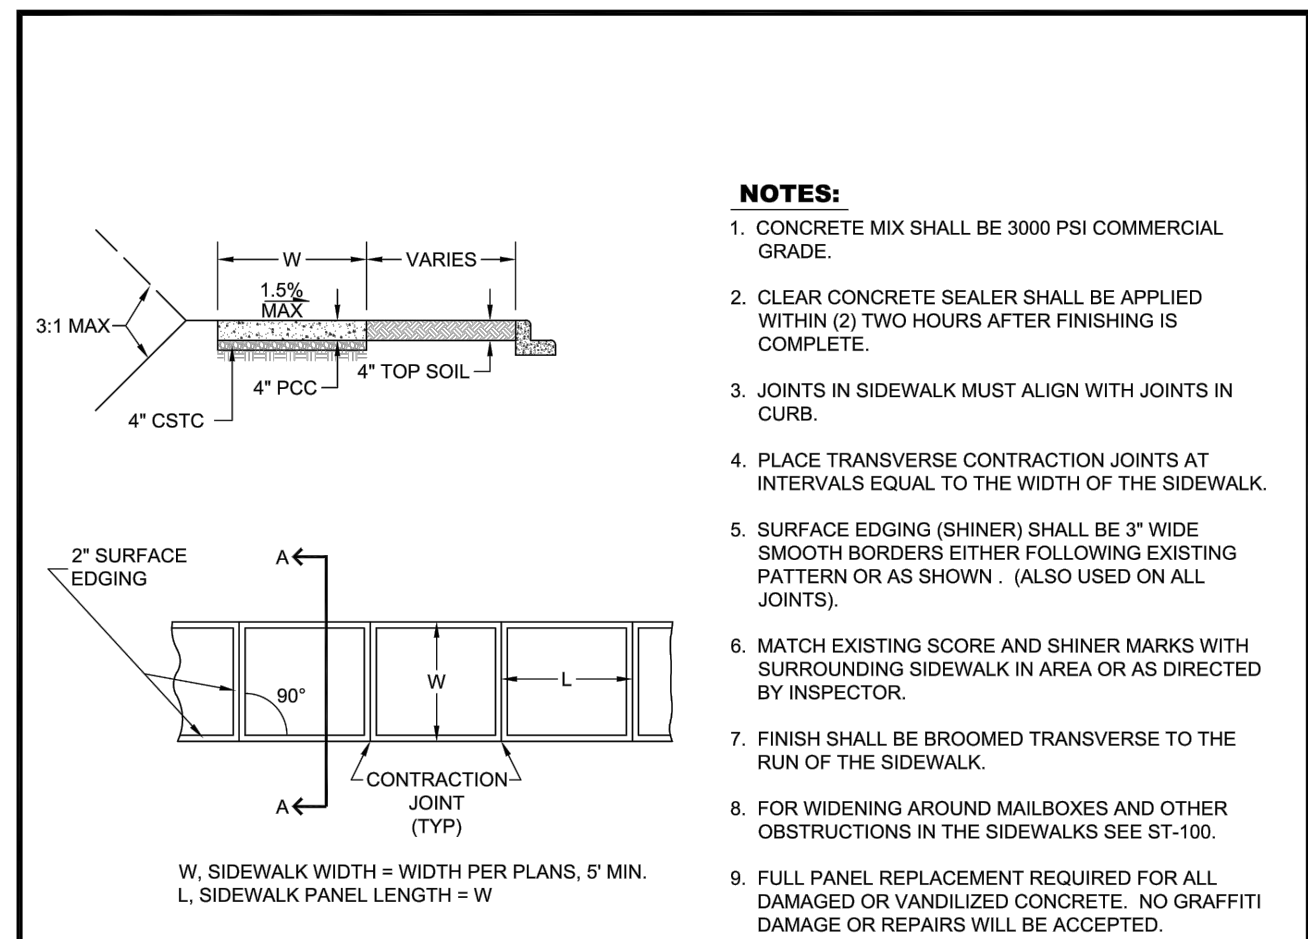 W
VARIES
1.5%
MAX
3:1 MAX
4" TOP SOIL
4" PCC
4" CSTC
2" SURFACE
EDGING
A
90°
W
L
CONTRACTION
JOINT
(TYP)
A
W, SIDEWALK WIDTH = WIDTH PER PLANS, 5' MIN.
L, SIDEWALK PANEL LENGTH = W
NOTES:
1. CONCRETE MIX SHALL BE 3000 PSI COMMERCIAL
GRADE.
2. CLEAR CONCRETE SEALER SHALL BE APPLIED
WITHIN (2) TWO HOURS AFTER FINISHING IS
COMPLETE.
3. JOINTS IN SIDEWALK MUST ALIGN WITH JOINTS IN
CURB.
4. PLACE TRANSVERSE CONTRACTION JOINTS AT
INTERVALS EQUAL TO THE WIDTH OF THE SIDEWALK.
5. SURFACE EDGING (SHINER) SHALL BE 3" WIDE
SMOOTH BORDERS EITHER FOLLOWING EXISTING
PATTERN OR AS SHOWN . (ALSO USED ON ALL
JOINTS).
6. MATCH EXISTING SCORE AND SHINER MARKS WITH
SURROUNDING SIDEWALK IN AREA OR AS DIRECTED
BY INSPECTOR.
7. FINISH SHALL BE BROOMED TRANSVERSE TO THE
RUN OF THE SIDEWALK.
8. FOR WIDENING AROUND MAILBOXES AND OTHER
OBSTRUCTIONS IN THE SIDEWALKS SEE ST-100.
9. FULL PANEL REPLACEMENT REQUIRED FOR ALL
DAMAGED OR VANDILIZED CONCRETE. NO GRAFFITI
DAMAGE OR REPAIRS WILL BE ACCEPTED.